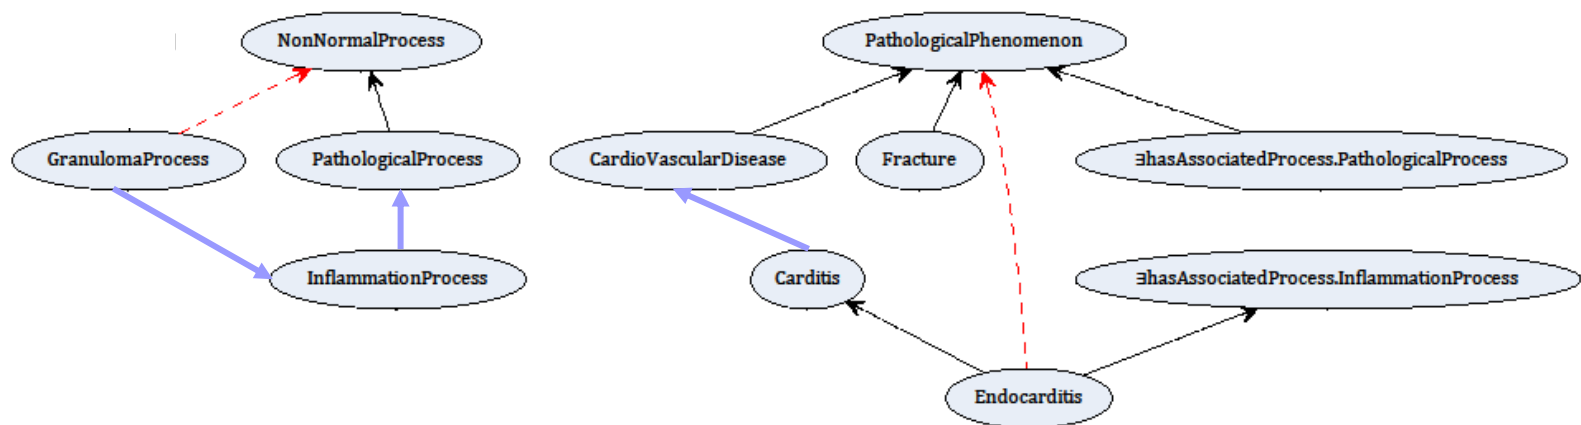 NonNormalProcess
PathologicalPhenomenon
GranulomaProcess
PathologicalProcess
CardioVascularDisease
Fracture
∃hasAssociatedProcess.PathologicalProcess
InflammationProcess
Carditis
∃hasAssociatedProcess.InflammationProcess
Endocarditis